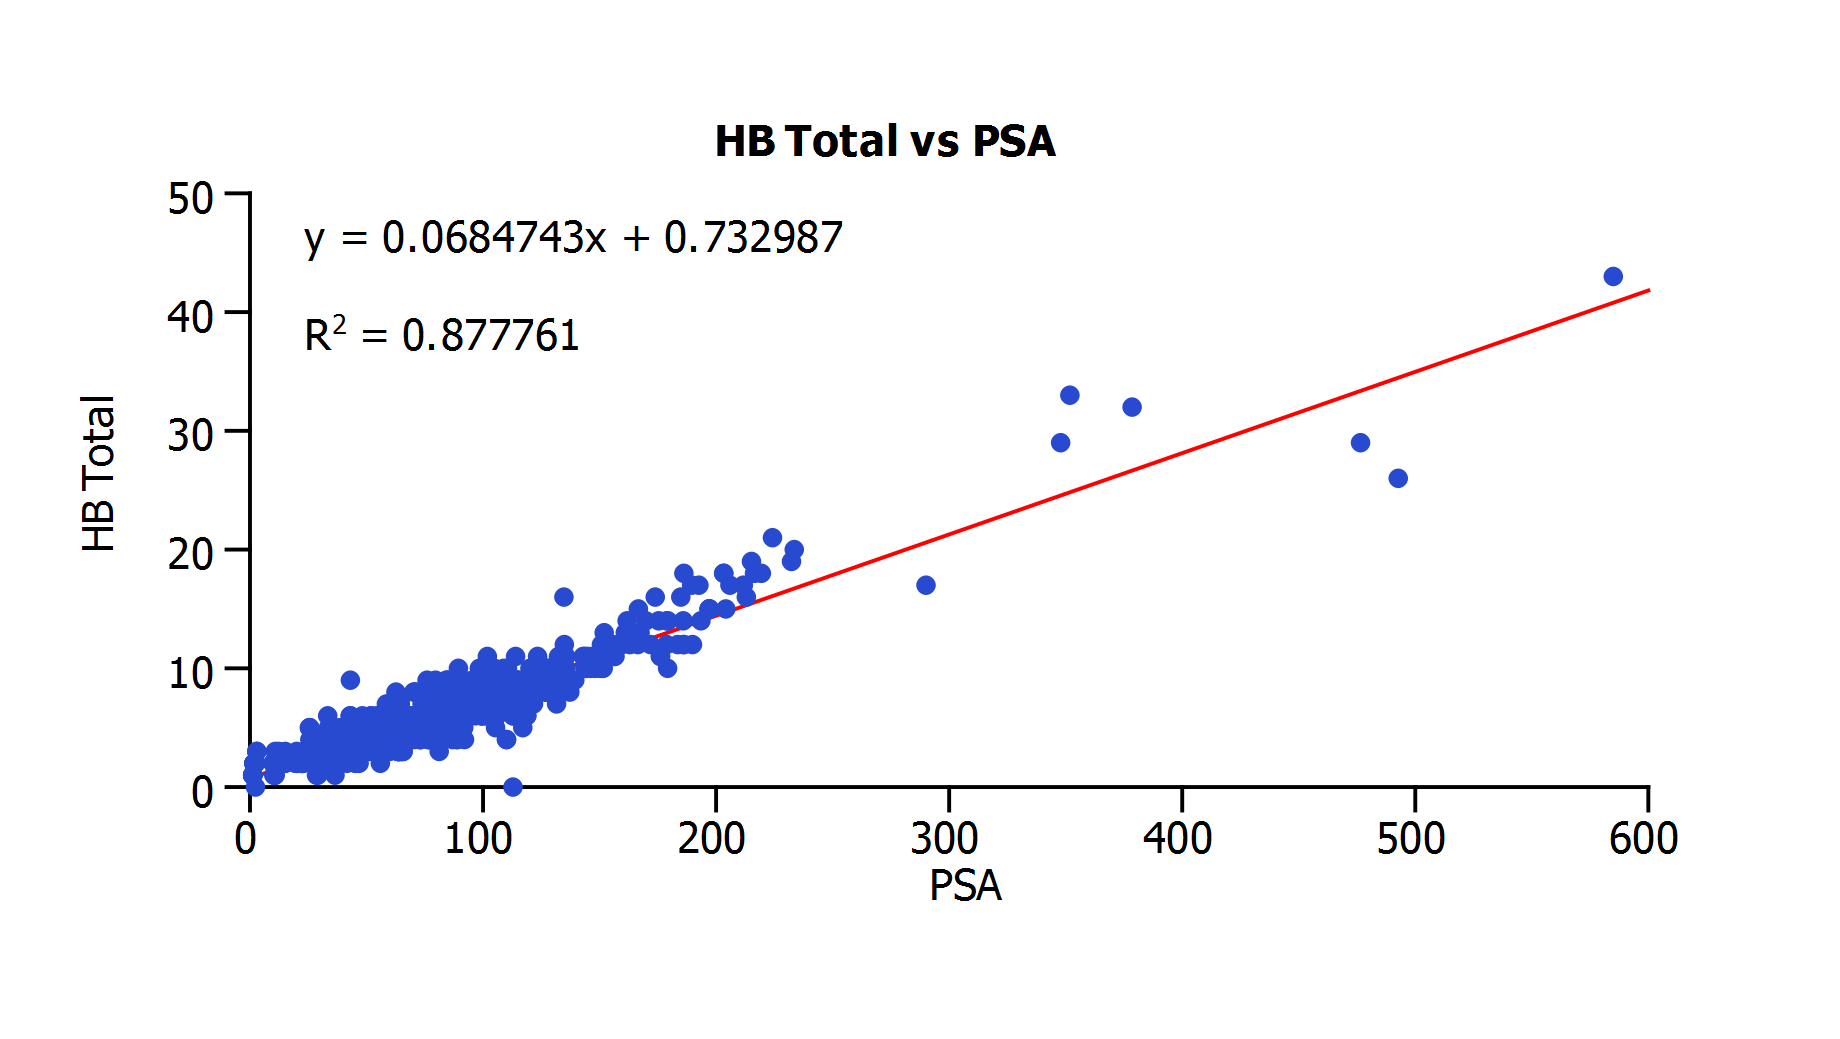 HB Total vs PSA
y = 0.0684743x + 0.732987
R² = 0.877761
HB Total
50
40
30
20
10
0
0 100 200 300 400 500 600
PSA